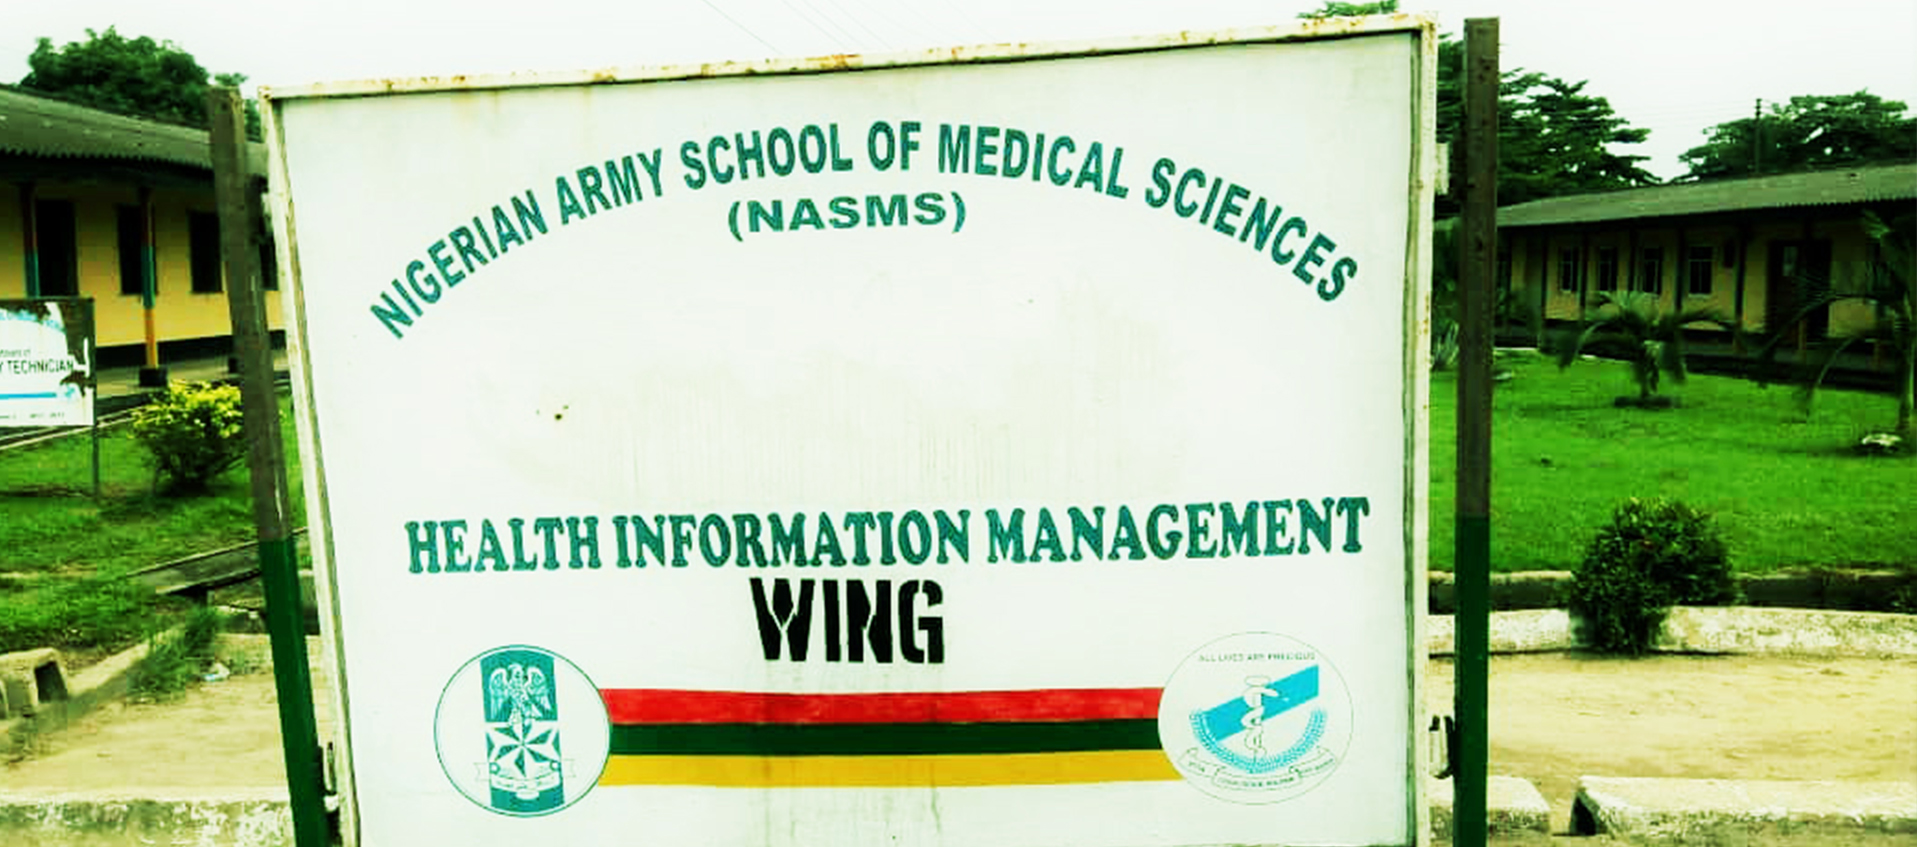 NIGERIAN ARMY SCHOOL OF MEDICAL SCIENCES
(NASMS)
HEALTH INFORMATION MANAGEMENT
WING
ALL LIVES ARE PRECIOUS
TECHNICIAN